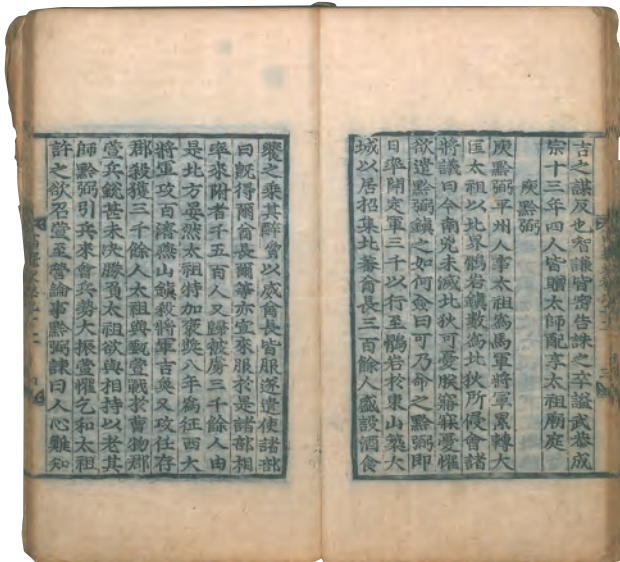 言之謀反也智謙皆密告誅之卒謚武恭成
宗十三年四人皆贈太師配享太祖廟庭
庾黔弼
庾黔弼平州人事太祖爲馬軍將軍累轉大
匡太祖以北界鶻岩鎭數爲北狄所侵會諸
將議曰今南兇未滅北狄可憂朕寤寐憂懼
欲遣黔弼鎭之如何僉曰可乃命之黔弼即
日率開定軍三千以行至鶻岩於東山築大
城以居招集北蕃酋長三百餘人盛設酒食
饗之乘其醉脅以威酋長皆服遂遣使諸部
曰旣得爾酋長爾等亦宜來服於是諸部相
率來附者千五百人又歸被虜三千餘人由
是北方晏然太祖特加褒奬八年爲征西大
將軍攻百濟燕山鎭殺將軍吉奐又攻任存
郡殺獲三千餘人太祖與甄萱戰於曹物郡
萱兵銳甚未決勝負太祖欲與相持以老其
師黔弼引兵來會兵勢大振萱懼乞和太祖
許之欲召萱至營論事黔弼諫曰人心難知